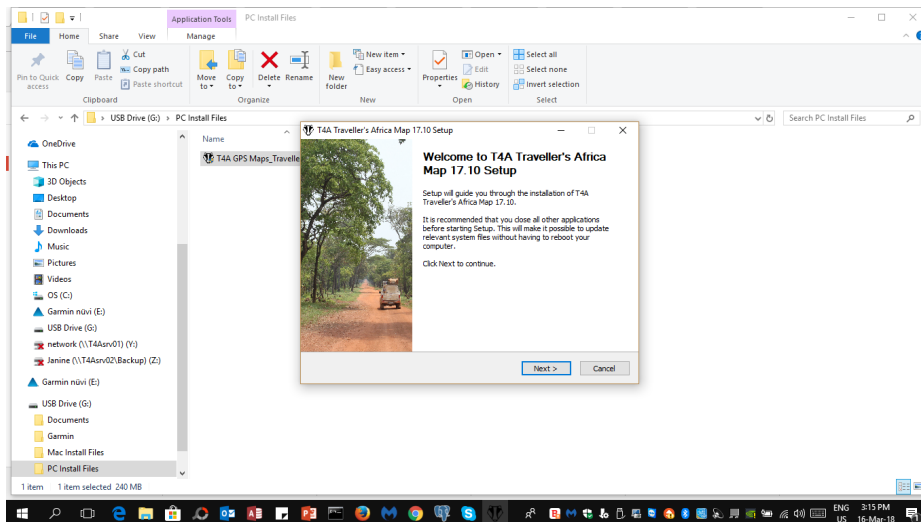 Application Tools
PC Install Files
File
Home
Share
View
Manage
Pin to Quick
access
Copy
Paste
Cut
Copy path
Paste shortcut
Clipboard
Move
to
Copy
to
Delete
Rename
Organize
New
folder
New item
Easy access
New
Properties
Open
Edit
History
Open
Select all
Select none
Invert selection
Select
USB Drive (G:) > PC Install Files
Search PC Install Files
OneDrive
This PC
3D Objects
Desktop
Documents
Downloads
Music
Pictures
Videos
OS (C:)
Garmin nüvi (E:)
USB Drive (G:)
network (\\T4Asrv01) (Y:)
Janine (\\T4Asrv02\Backup) (Z:)
Garmin nüvi (E:)
USB Drive (G:)
Documents
Garmin
Mac Install Files
PC Install Files
Name
T4A GPS Maps_Travelle
T4A Traveller's Africa Map 17.10 Setup
Welcome to T4A Traveller's Africa
Map 17.10 Setup
Setup will guide you through the installation of T4A
Traveller's Africa Map 17.10.
It is recommended that you close all other applications
before starting Setup. This will make it possible to update
relevant system files without having to reboot your
computer.
Click Next to continue.
Next >
Cancel
1 item
1 item selected 240 MB
ENG
US
3:15 PM
16-Mar-18